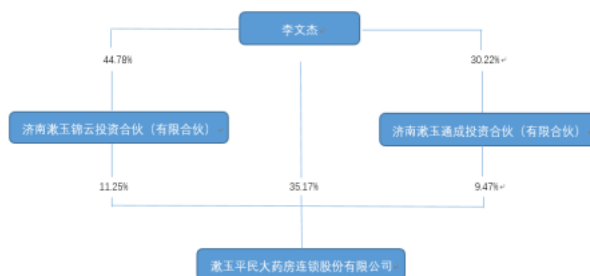 李文杰
44.78%
30.22%
济南漱玉锦云投资合伙（有限合伙）
济南漱玉通成投资合伙（有限合伙）
11.25%
35.17%
9.47%
漱玉平民大药房连锁股份有限公司